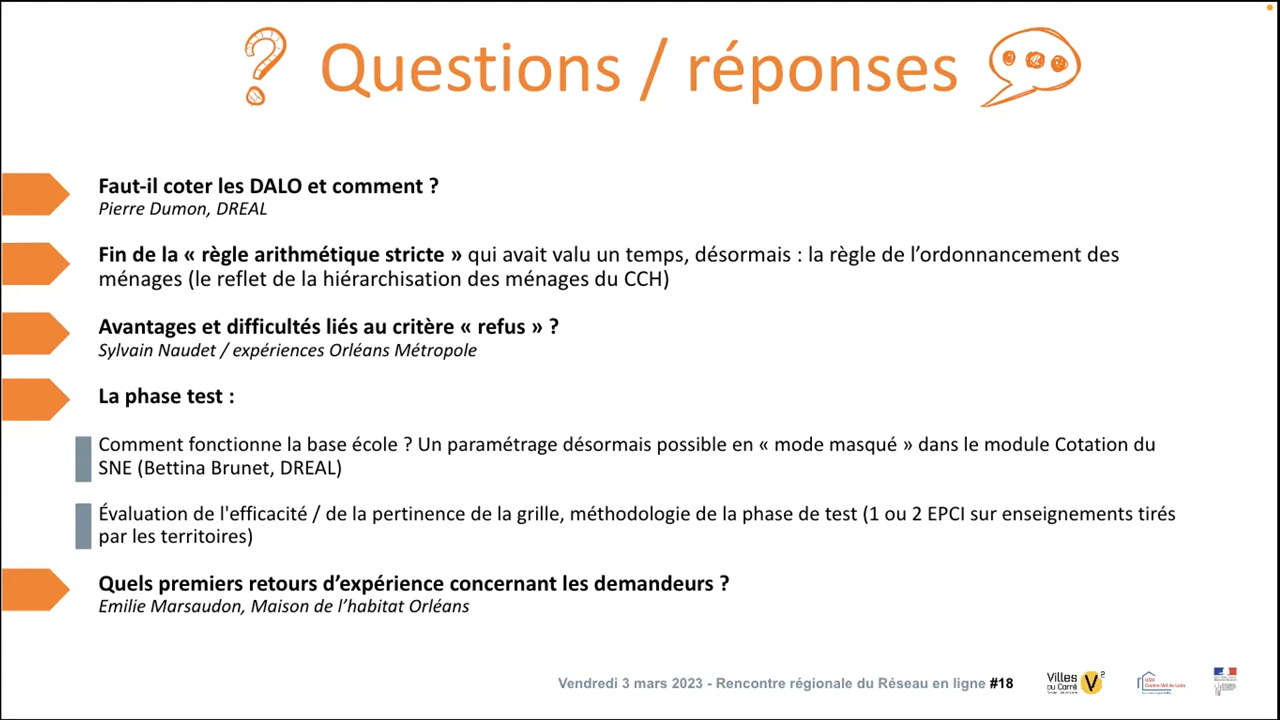 Questions / réponses
Faut-il coter les DALO et comment ?
Pierre Dumon, DREAL
Fin de la « règle arithmétique stricte » qui avait valu un temps, désormais : la règle de l’ordonnancement des
ménages (le reflet de la hiérarchisation des ménages du CCH)
Avantages et difficultés liés au critère « refus » ?
Sylvain Naudet / expériences Orléans Métropole
La phase test :
Comment fonctionne la base école ? Un paramétrage désormais possible en « mode masqué » dans le module Cotation du
SNE (Bettina Brunet, DREAL)
Évaluation de l'efficacité / de la pertinence de la grille, méthodologie de la phase de test (1 ou 2 EPCI sur enseignements tirés
par les territoires)
Quels premiers retours d’expérience concernant les demandeurs ?
Emilie Marsaudon, Maison de l’habitat Orléans
Vendredi 3 mars 2023 - Rencontre régionale du Réseau en ligne #18
Villes
du Carré
V2